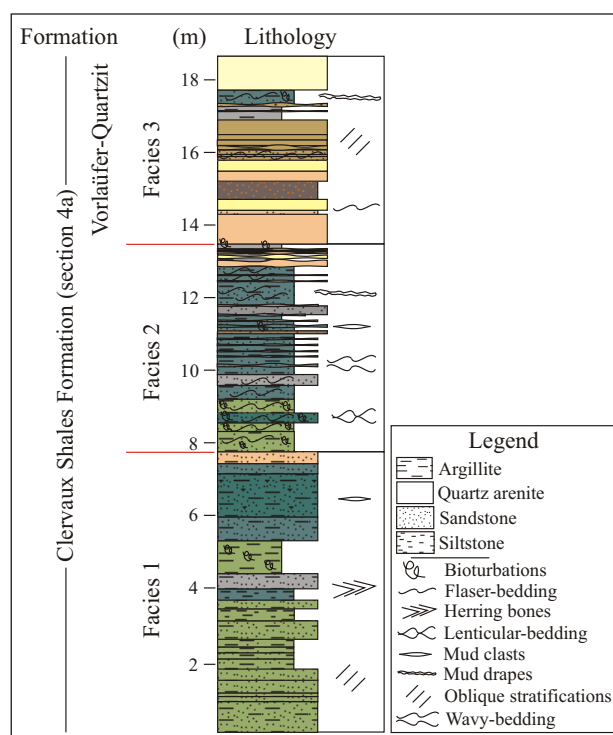 Formation (m) Lithology
Clervaux Shales Formation (section 4a)
Vorlaüfer-Quartzit
Facies 3
Facies 2
Facies 1
18
16
14
12
10
8
6
4
2
Legend
Argillite
Quartz arenite
Sandstone
Siltstone
Bioturbations
Flaser-bedding
Herring bones
Lenticular-bedding
Mud clasts
Mud drapes
Oblique stratifications
Wavy-bedding